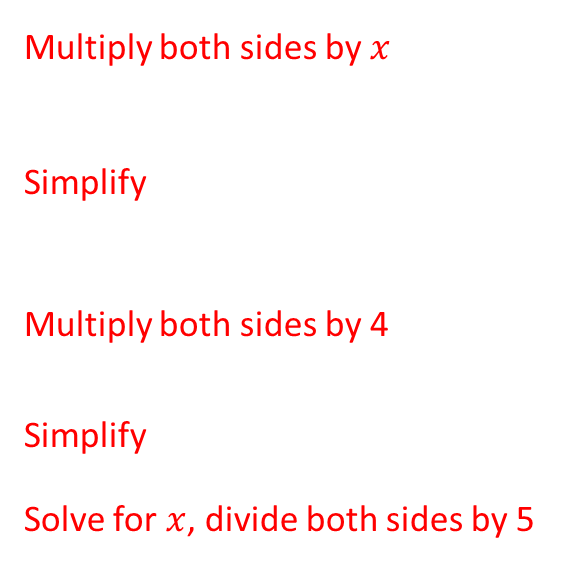 Multiply both sides by x
Simplify
Multiply both sides by 4
Simplify
Solve for x, divide both sides by 5